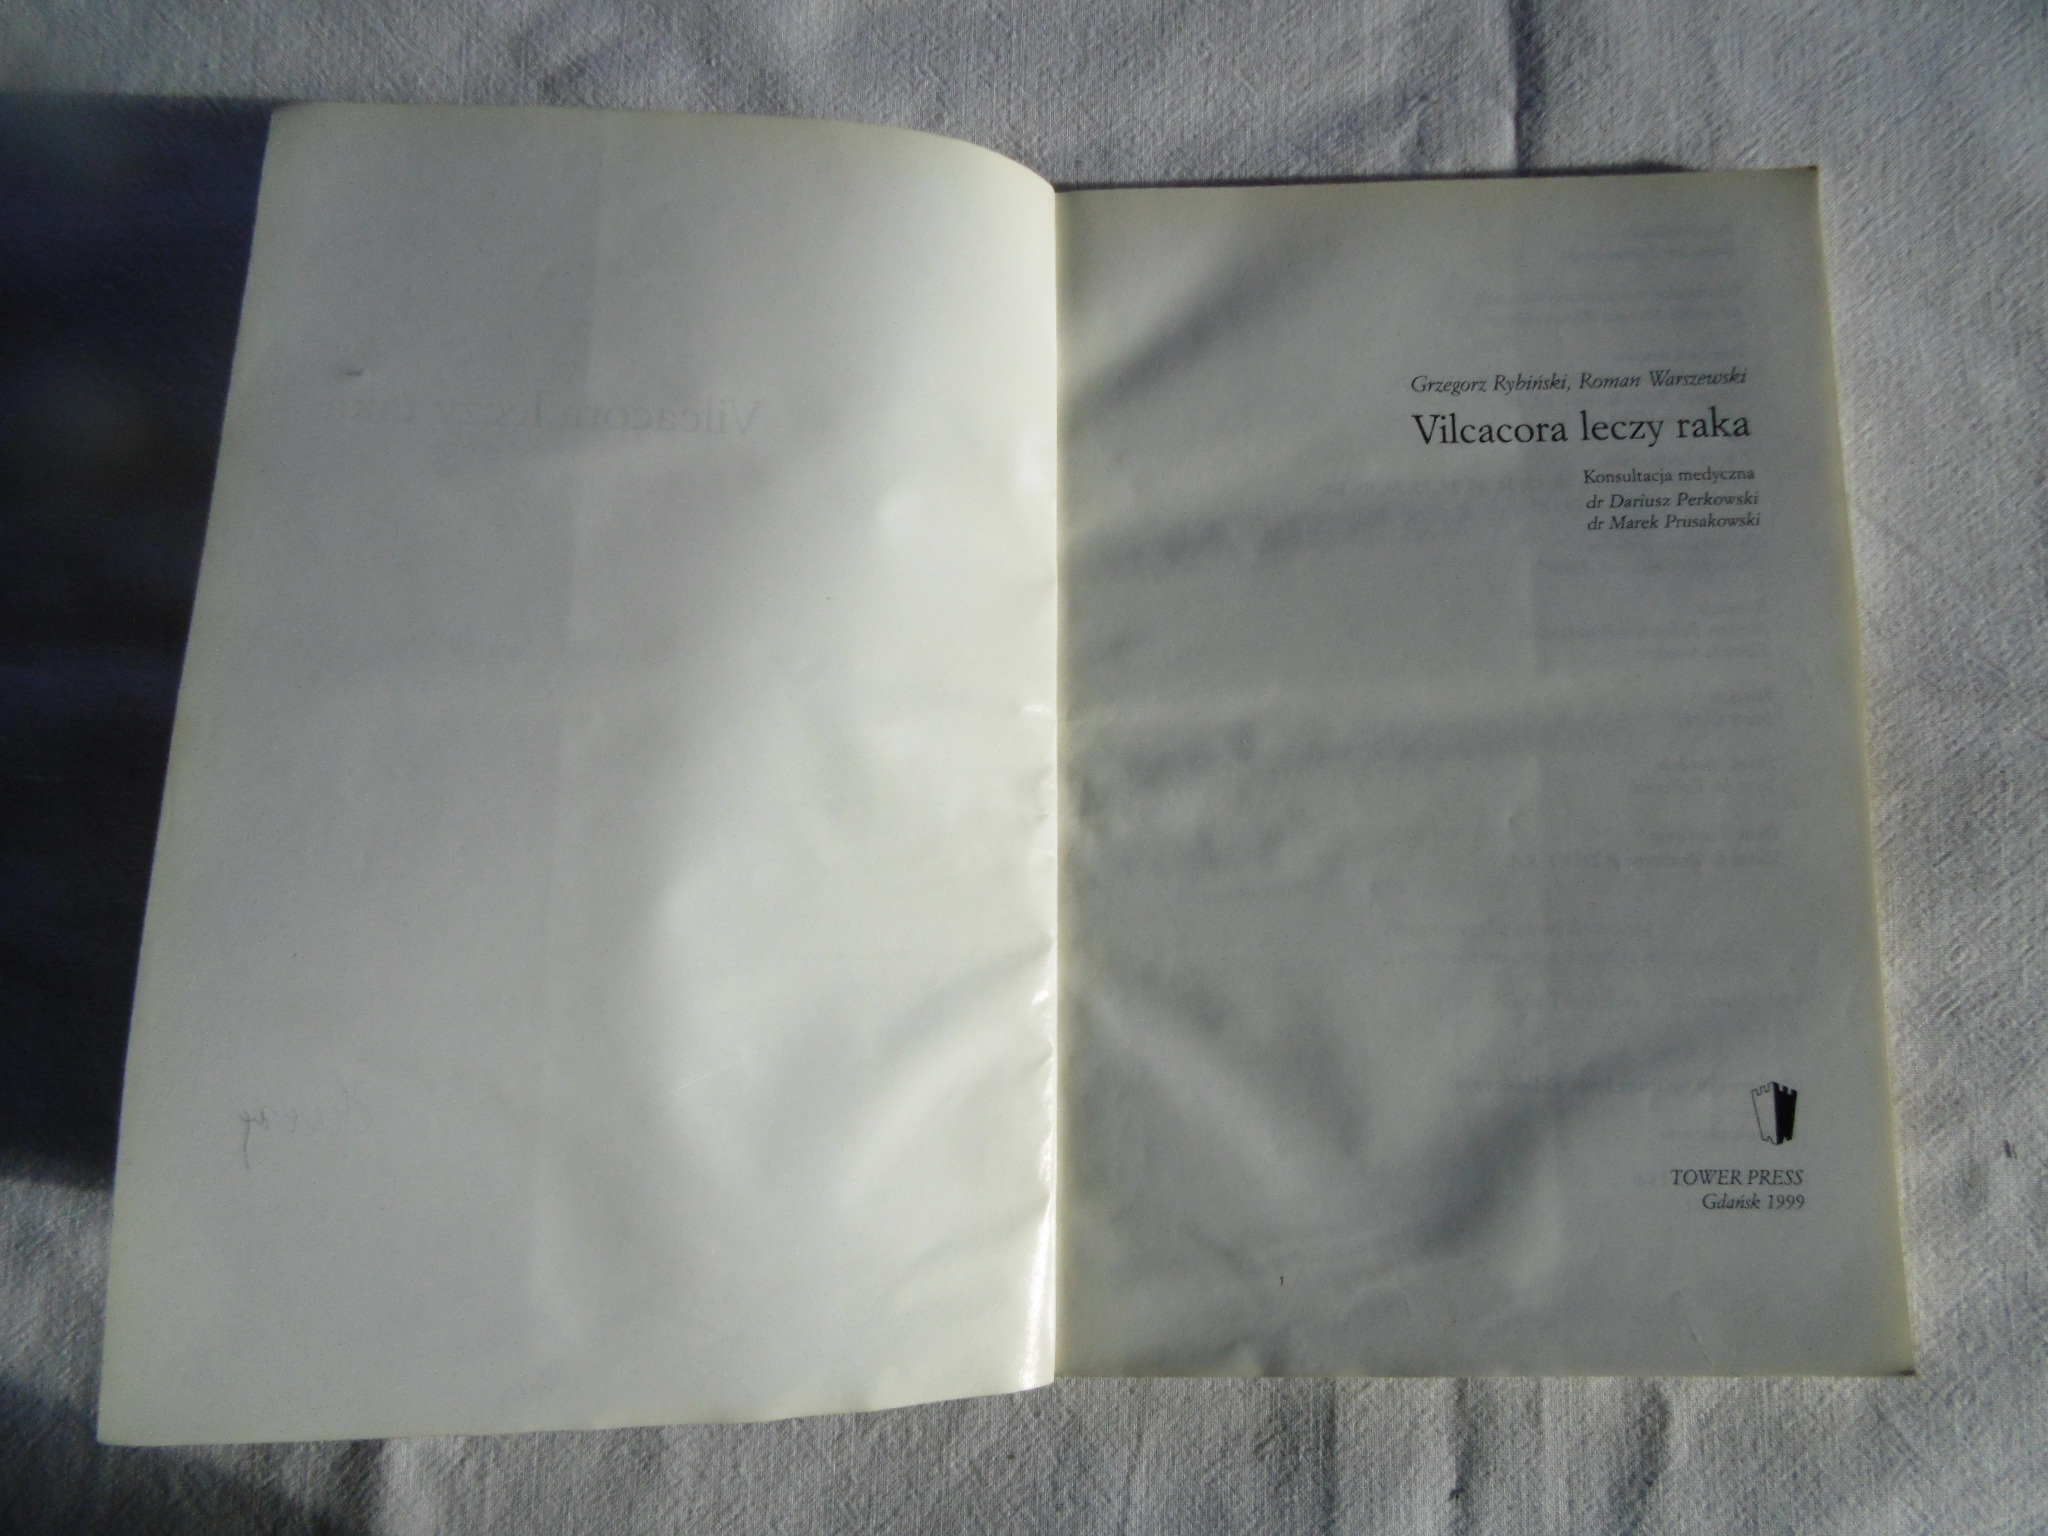 Grzegorz Rybiński, Roman Warszewski
Vilcacora leczy raka
Konsultacja medyczna
dr Dariusz Perkowski
dr Marek Prusakowski
TOWER PRESS
Gdańsk 1999